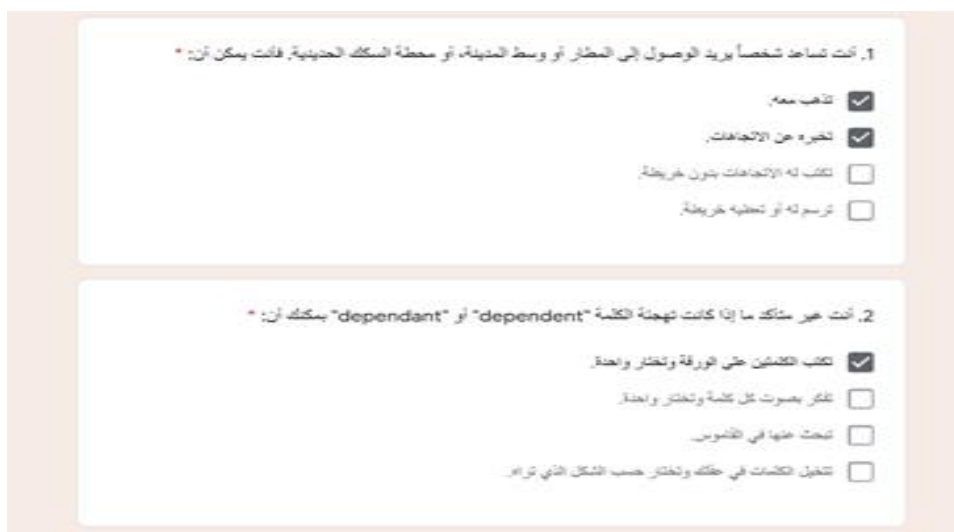 1. أنت تساعد شخصاً يريد الوصول إلى المطار أو وسط المدينة، أو محطة السكك الحديدية. فأنت يمكن أن: *
تذهب معه.
تخبره عن الاتجاهات.
تكتب له الاتجاهات بدون خريطة.
ترسم له أو تعطيه خريطة.
2. أنت غير متأكد ما إذا كانت تهجئة الكلمة "dependent" أو "dependant" يمكنك أن: *
تكتب الكلمتين على الورقة وتختار واحدة.
تفكر بصوت كل كلمة وتختار واحدة.
تبحث عنها في القاموس.
تتخيل الكلمات في عقلك وتختار حسب الشكل الذي تراه.